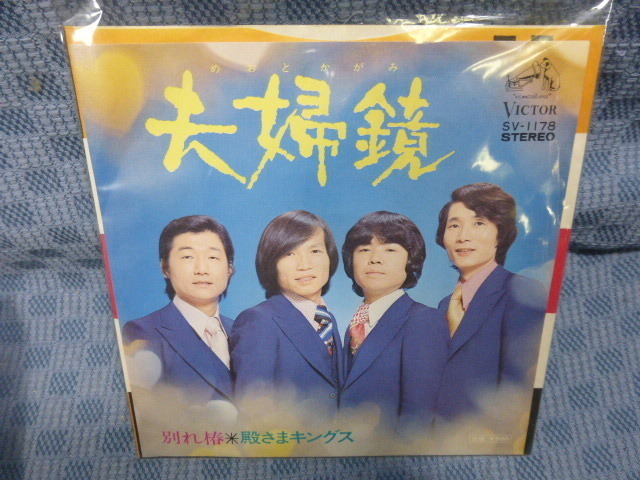 めおとかがみ
夫婦鏡
VICTOR
SV-1178
STEREO
別れ椿*殿さまキングス